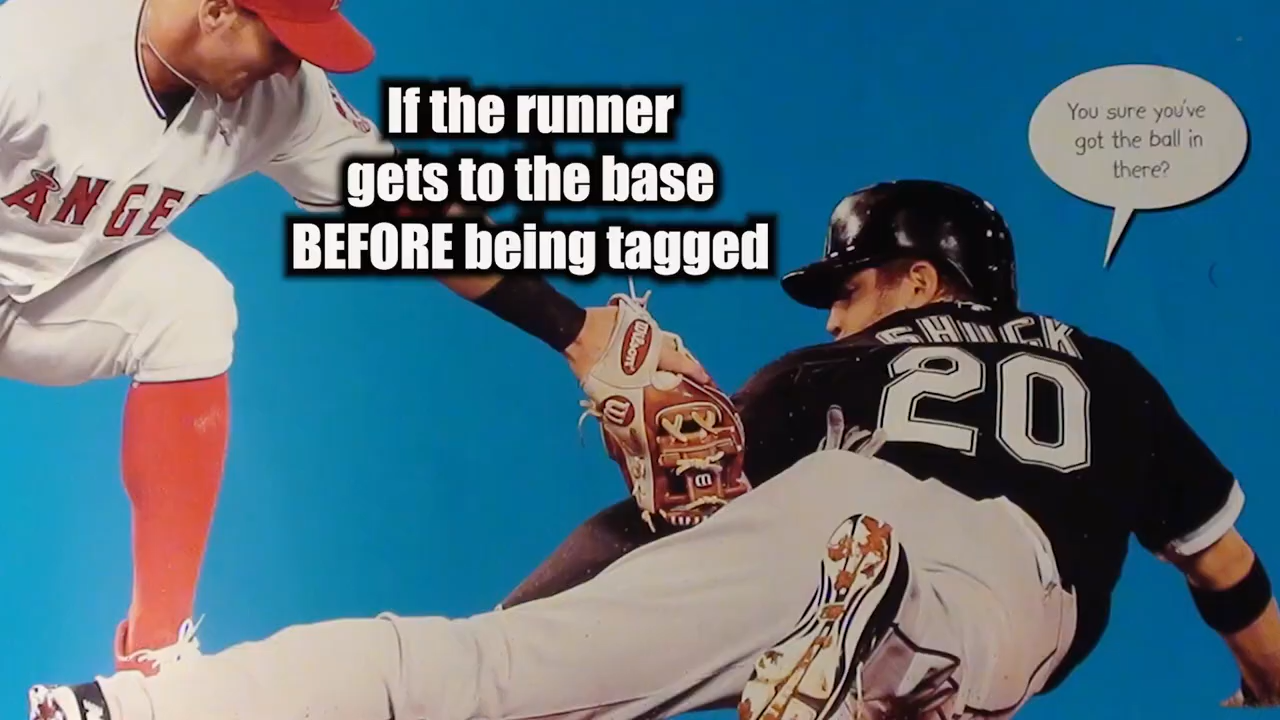 If the runner
gets to the base
BEFORE being tagged
You sure you've
got the ball in
there?
ANGE
Wilson
W
W
SHUCK
20